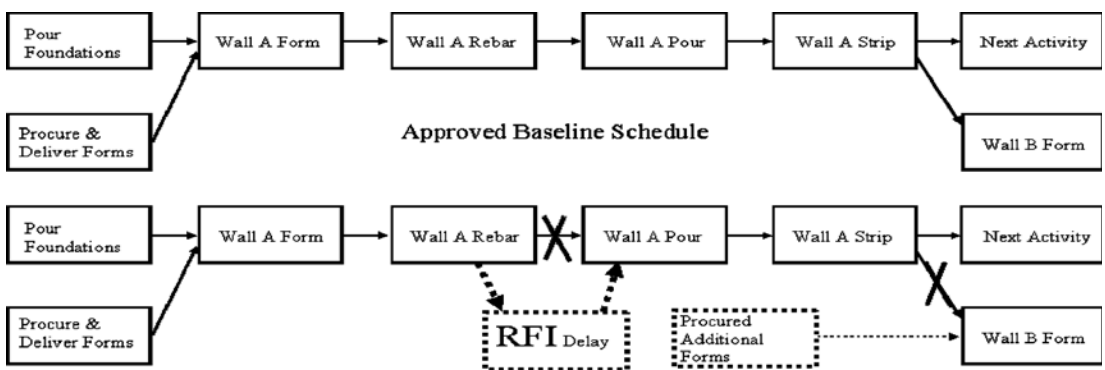 Pour
Foundations
Wall A Form
Wall A Rebar
Wall A Pour
Wall A Strip
Next Activity
Procure &
Deliver Forms
Approved Baseline Schedule
Wall B Form
Pour
Foundations
Wall A Form
Wall A Rebar
Wall A Pour
Wall A Strip
Next Activity
Procure &
Deliver Forms
RFI Delay
Procured
Additional
Forms
Wall B Form